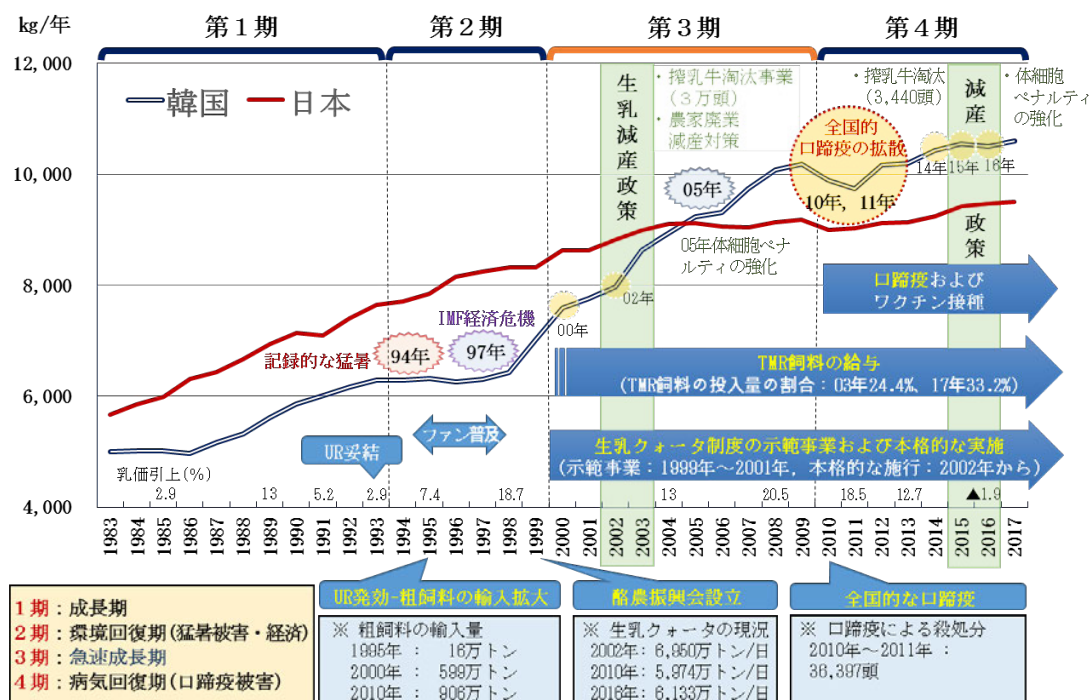 kg/年
第１期
第２期
第３期
第４期
12,000
10,000
8,000
6,000
4,000
韓国
日本
生乳減産政策
・搾乳牛淘汰事業
（３万頭）
・農家廃業
減産対策
・搾乳牛淘汰
(3,440頭)
減産
政策
・体細胞
ペナルティ
の強化
全国的
口蹄疫の拡散
10年, 11年
14年
15年
16年
05年
05年体細胞ペナ
ルティの強化
02年
00年
IMF経済危機
97年
記録的な猛暑
94年
口蹄疫および
ワクチン接種
TMR飼料の給与
(TMR飼料の投入量の割合：03年24.4%、17年33.2%)
UR妥結
ファン普及
生乳クォータ制度の示範事業および本格的な実施
(示範事業：1998年～2001年, 本格的な施行：2002年から)
乳価引上(%)
2.9
13
5.2
2.9
7.4
18.7
13
20.5
18.5
12.7
▲1.9
1983
1984
1985
1986
1987
1988
1989
1990
1991
1992
1993
1994
1995
1996
1997
1998
1999
2000
2001
2002
2003
2004
2005
2006
2007
2008
2009
2010
2011
2012
2013
2014
2015
2016
2017
1期：成長期
2期：環境回復期(猛暑被害・経済)
3期：急速成長期
4期：病気回復期(口蹄疫被害)
UR発効-粗飼料の輸入拡大
※ 粗飼料の輸入量
1995年 : 16万トン
2000年 : 599万トン
2010年 : 906万トン
酪農振興会設立
※ 生乳クォータの現況
2002年: 6,950万トン/日
2010年: 5,974万トン/日
2016年: 6,133万トン/日
全国的な口蹄疫
※ 口蹄疫による殺処分
2010年～2011年 :
36,397頭